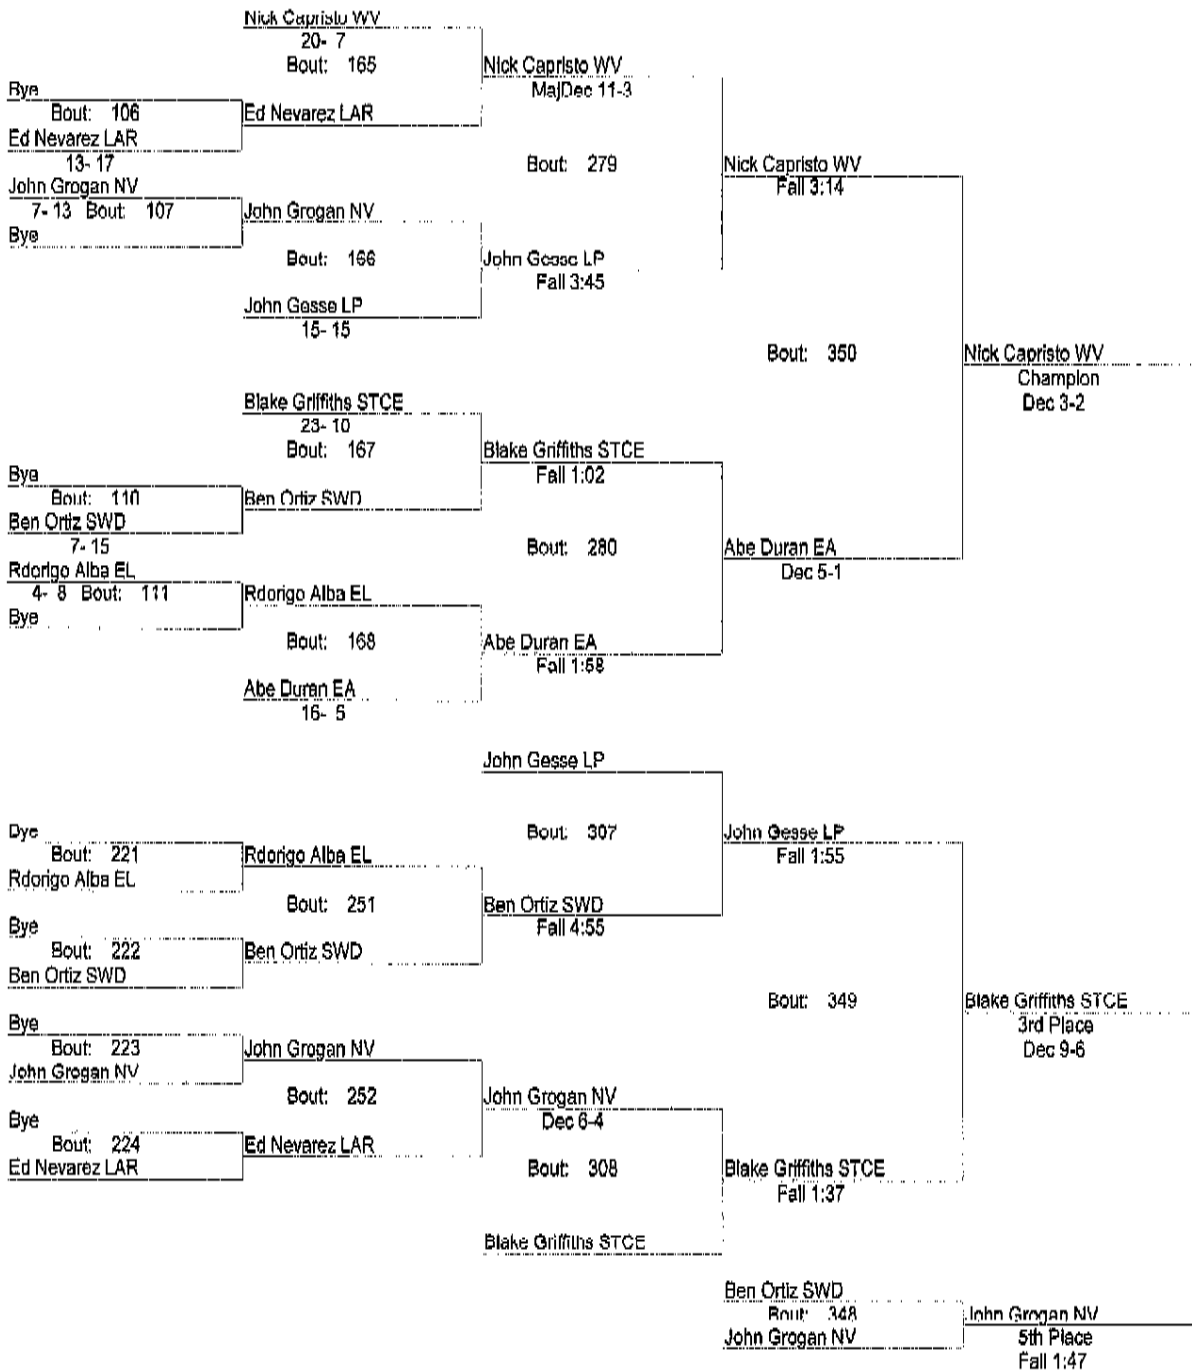 Nick Capristo WV
20- 7
Bout: 165
Nick Capristo WV
MajDec 11-3
Bye
Bout: 106
Ed Nevarez LAR
Ed Nevarez LAR
13- 17
Bout: 279
Nick Capristo WV
Fall 3:14
John Grogan NV
7- 13 Bout: 107
John Grogan NV
Bye
Bout: 166
John Gesse LP
Fall 3:45
John Gesse LP
15- 15
Bout: 350
Nick Capristo WV
Champion
Dec 3-2
Blake Griffiths STCE
23- 10
Bout: 167
Blake Griffiths STCE
Fall 1:02
Bye
Bout: 110
Ben Ortiz SWD
Ben Ortiz SWD
7- 15
Bout: 280
Abe Duran EA
Dec 5-1
Rdorigo Alba EL
4- 8 Bout: 111
Rdorigo Alba EL
Bye
Bout: 168
Abe Duran EA
Fall 1:58
Abe Duran EA
16- 5
John Gesse LP
Bout: 307
John Gesse LP
Fall 1:55
Bye
Bout: 221
Rdorigo Alba EL
Rdorigo Alba EL
Bout: 251
Ben Ortiz SWD
Fall 4:55
Bye
Bout: 222
Ben Ortiz SWD
Ben Ortiz SWD
Bout: 349
Blake Griffiths STCE
3rd Place
Dec 9-6
Bye
Bout: 223
John Grogan NV
John Grogan NV
Bout: 252
John Grogan NV
Dec 6-4
Bye
Bout: 224
Ed Nevarez LAR
Ed Nevarez LAR
Bout: 308
Blake Griffiths STCE
Fall 1:37
Blake Griffiths STCE
Ben Ortiz SWD
Bout: 348
John Grogan NV
John Grogan NV
5th Place
Fall 1:47